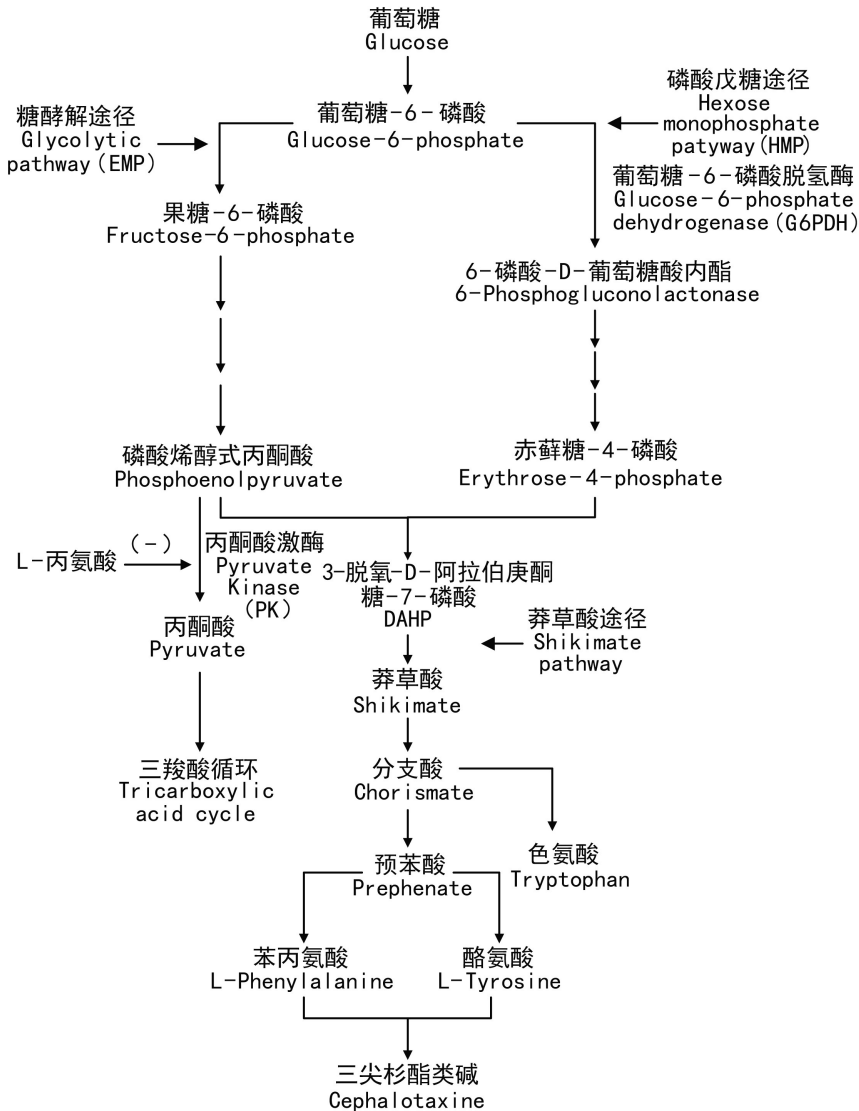 葡萄糖
Glucose
葡萄糖-6-磷酸
Glucose-6-phosphate
糖酵解途径
Glycolytic
pathway(EMP)
磷酸戊糖途径
Hexose
monophosphate
patyway(HMP)
葡萄糖-6-磷酸脱氢酶
Glucose-6-phosphate
dehydrogenase(G6PDH)
果糖-6-磷酸
Fructose-6-phosphate
6-磷酸-D-葡萄糖酸内酯
6-Phosphogluconolactonase
磷酸烯醇式丙酮酸
Phosphoenolpyruvate
赤藓糖-4-磷酸
Erythrose-4-phosphate
L-丙氨酸
(-)
丙酮酸激酶
Pyruvate
Kinase
(PK)
3-脱氧-D-阿拉伯庚酮
糖-7-磷酸
DAHP
丙酮酸
Pyruvate
莽草酸途径
Shikimate
pathway
莽草酸
Shikimate
三羧酸循环
Tricarboxylic
acid cycle
分支酸
Chorismate
色氨酸
Tryptophan
预苯酸
Prephenate
苯丙氨酸
L-Phenylalanine
酪氨酸
L-Tyrosine
三尖杉酯类碱
Cephalotaxine